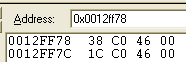 Address: 0x0012ff78
0012FF78 38 C0 46 00
0012FF7C 1C C0 46 00